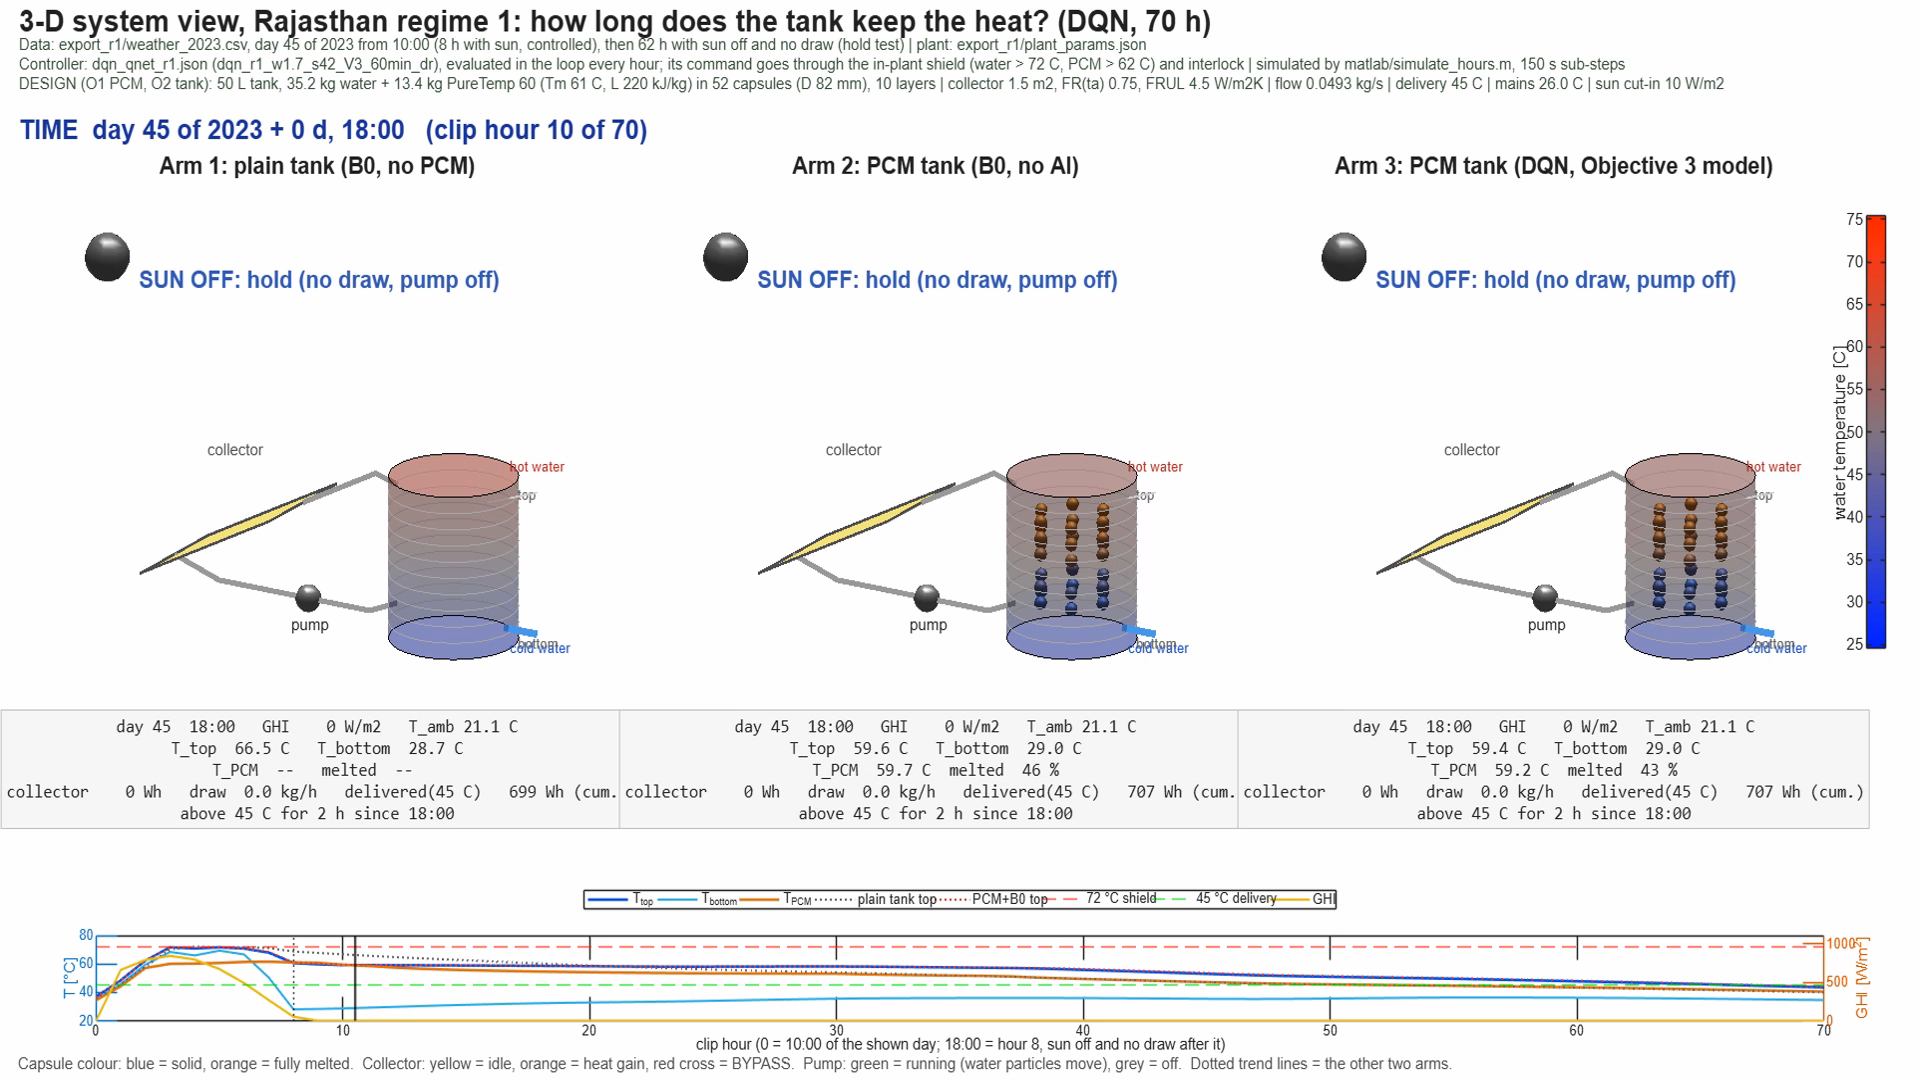 3-D system view, Rajasthan regime 1: how long does the tank keep the heat? (DQN, 70 h)
Data: export_r1/weather_2023.csv, day 45 of 2023 from 10:00 (8 h with sun, controlled), then 62 h with sun off and no draw (hold test) | plant: export_r1/plant_params.json
Controller: dqn_qnet_r1.json (dqn_r1_w1.7_s42_V3_60min_dr), evaluated in the loop every hour; its command goes through the in-plant shield (water > 72 C, PCM > 62 C) and interlock | simulated by matlab/simulate_hours.m, 150 s sub-steps
DESIGN (O1 PCM, O2 tank): 50 L tank, 35.2 kg water + 13.4 kg PureTemp 60 (Tm 61 C, L 220 kJ/kg) in 52 capsules (D 82 mm), 10 layers | collector 1.5 m2, FR(ta) 0.75, FRUL 4.5 W/m2K | flow 0.0493 kg/s | delivery 45 C | mains 26.0 C | sun cut-in 10 W/m2
TIME day 45 of 2023 + 0 d, 18:00 (clip hour 10 of 70)
Arm 1: plain tank (B0, no PCM)
Arm 2: PCM tank (B0, no AI)
Arm 3: PCM tank (DQN, Objective 3 model)
SUN OFF: hold (no draw, pump off)
SUN OFF: hold (no draw, pump off)
SUN OFF: hold (no draw, pump off)
collector
hot water
top
pump
bottom
cold water
collector
hot water
top
pump
bottom
cold water
collector
hot water
top
pump
bottom
cold water
75
70
65
60
55
50
45
40
35
30
25
water temperature [C]
day 45 18:00 GHI 0 W/m2 T_amb 21.1 C
T_top 66.5 C T_bottom 28.7 C
T_PCM -- melted --
collector 0 Wh draw 0.0 kg/h delivered(45 C) 699 Wh (cum.
above 45 C for 2 h since 18:00
day 45 18:00 GHI 0 W/m2 T_amb 21.1 C
T_top 59.6 C T_bottom 29.0 C
T_PCM 59.7 C melted 46 %
collector 0 Wh draw 0.0 kg/h delivered(45 C) 707 Wh (cum.
above 45 C for 2 h since 18:00
day 45 18:00 GHI 0 W/m2 T_amb 21.1 C
T_top 59.4 C T_bottom 29.0 C
T_PCM 59.2 C melted 43 %
collector 0 Wh draw 0.0 kg/h delivered(45 C) 707 Wh (cum.)
above 45 C for 2 h since 18:00
Ttop Tbottom TPCM plain tank top PCM+B0 top 72 °C shield 45 °C delivery GHI
T [°C]
80
60
40
20
1000
500
0
GHI [W/m2]
0 10 20 30 40 50 60 70
clip hour (0 = 10:00 of the shown day; 18:00 = hour 8, sun off and no draw after it)
Capsule colour: blue = solid, orange = fully melted. Collector: yellow = idle, orange = heat gain, red cross = BYPASS. Pump: green = running (water particles move), grey = off. Dotted trend lines = the other two arms.